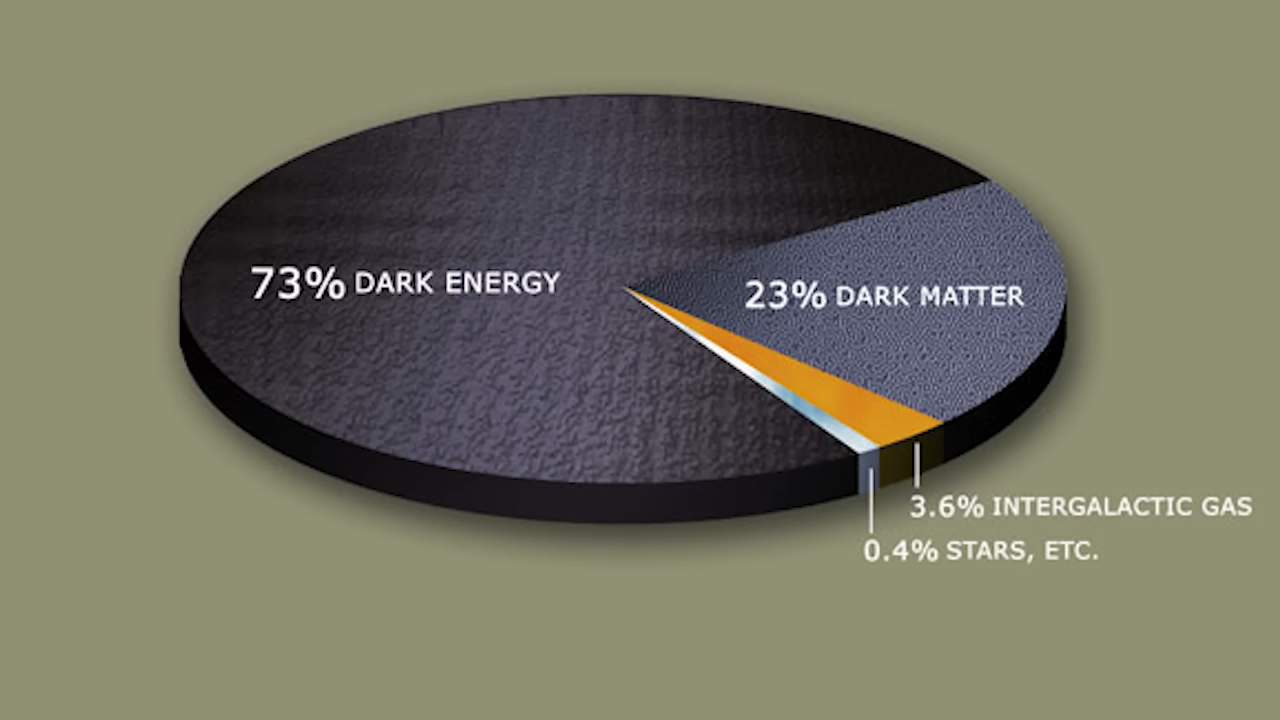 73% DARK ENERGY
23% DARK MATTER
3.6% INTERGALACTIC GAS
0.4% STARS, ETC.